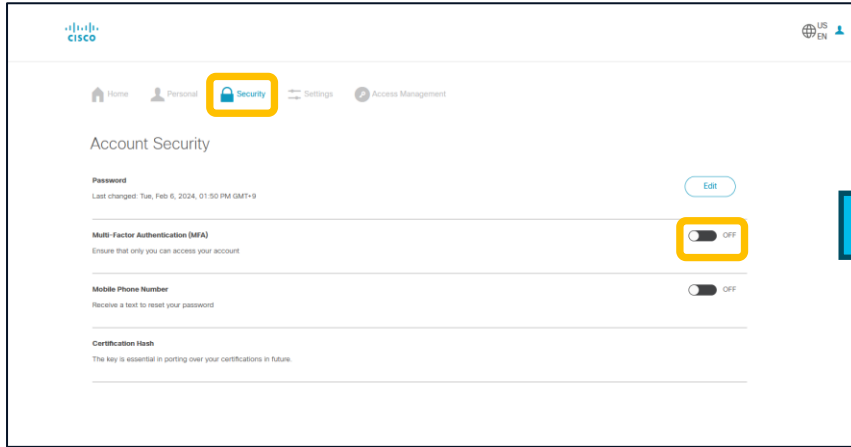 CISCO
US
EN
Home Personal Security Settings Access Management
Account Security
Password
Edit
Last changed: Tue, Feb 6, 2024, 01:50 PM GMT+9
Multi-Factor Authentication (MFA)
OFF
Ensure that only you can access your account
Mobile Phone Number
OFF
Receive a text to reset your password
Certification Hash
The key is essential in porting over your certifications in future.